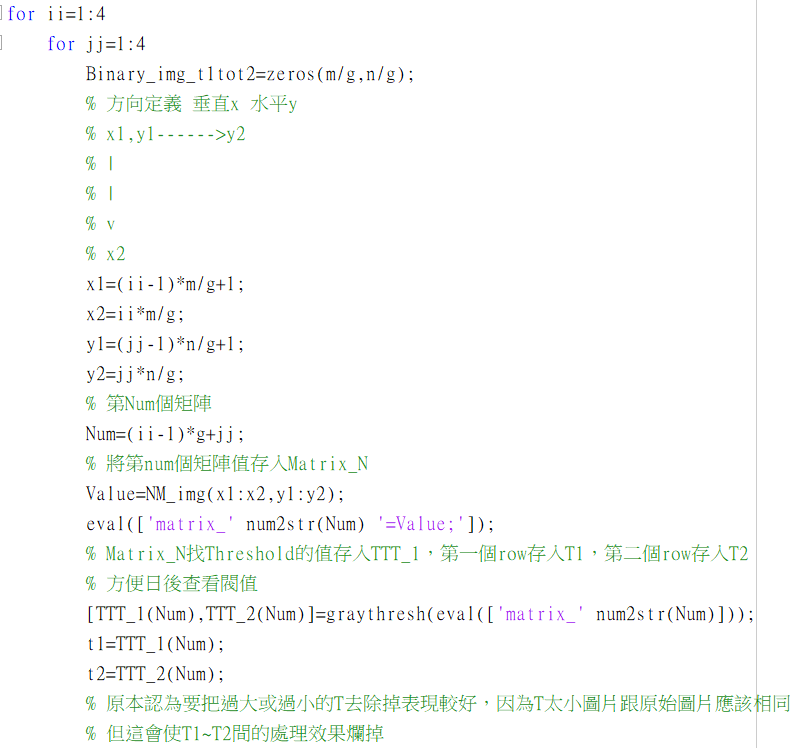 for ii=1:4
for jj=1:4
Binary_img_t1tot2=zeros(m/g,n/g);
% 方向定義 垂直x 水平y
% x1,y1------>y2
% |
% |
% v
% x2
x1=(ii-1)*m/g+1;
x2=ii*m/g;
y1=(jj-1)*n/g+1;
y2=jj*n/g;
% 第Num個矩陣
Num=(ii-1)*g+jj;
% 將第num個矩陣值存入Matrix_N
Value=NM_img(x1:x2,y1:y2);
eval(['matrix_' num2str(Num) '=Value;']);
% Matrix_N找Threshold的值存入TTT_1，第一個row存入T1，第二個row存入T2
% 方便日後查看閥值
[TTT_1(Num),TTT_2(Num)]=graythresh(eval(['matrix_' num2str(Num)]));
t1=TTT_1(Num);
t2=TTT_2(Num);
% 原本認為要把過大或過小的T去除掉表現較好，因為T太小圖片跟原始圖片應該相同
% 但這會使T1~T2間的處理效果爛掉